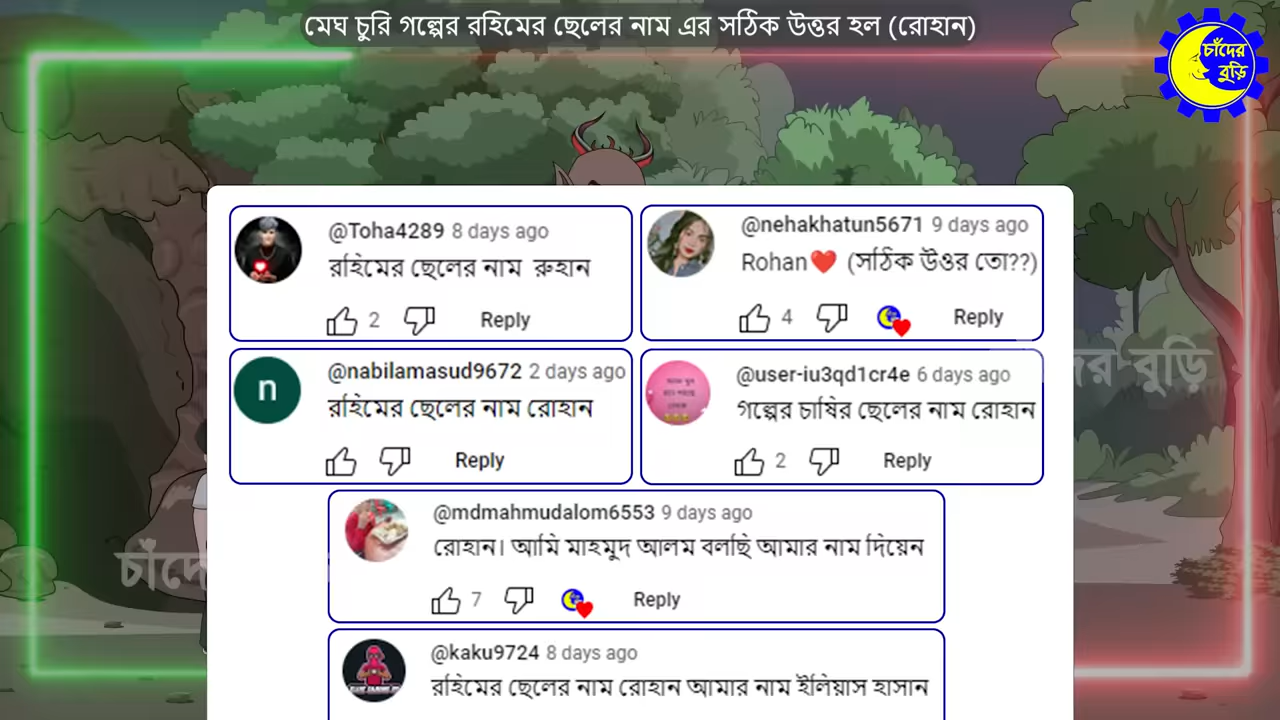 মেঘ চুরি গল্পের রহিমের ছেলের নাম এর সঠিক উত্তর হল (রোহান)
চাঁদের
বুড়ি
@Toha4289 8 days ago
রহিমের ছেলের নাম রুহান
2 Reply
@nehakhatun5671 9 days ago
Rohan❤️ (সঠিক উওর তো??)
4 Reply
n
@nabilamasud9672 2 days ago
রহিমের ছেলের নাম রোহান
Reply
@user-iu3qd1cr4e 6 days ago
গল্পের চাষির ছেলের নাম রোহান
2 Reply
দের বুড়ি
@mdmahmudalom6553 9 days ago
রোহান। আমি মাহমুদ আলম বলছি আমার নাম দিয়েন
7 Reply
চাঁদে
@kaku9724 8 days ago
রহিমের ছেলের নাম রোহান আমার নাম ইলিয়াস হাসান